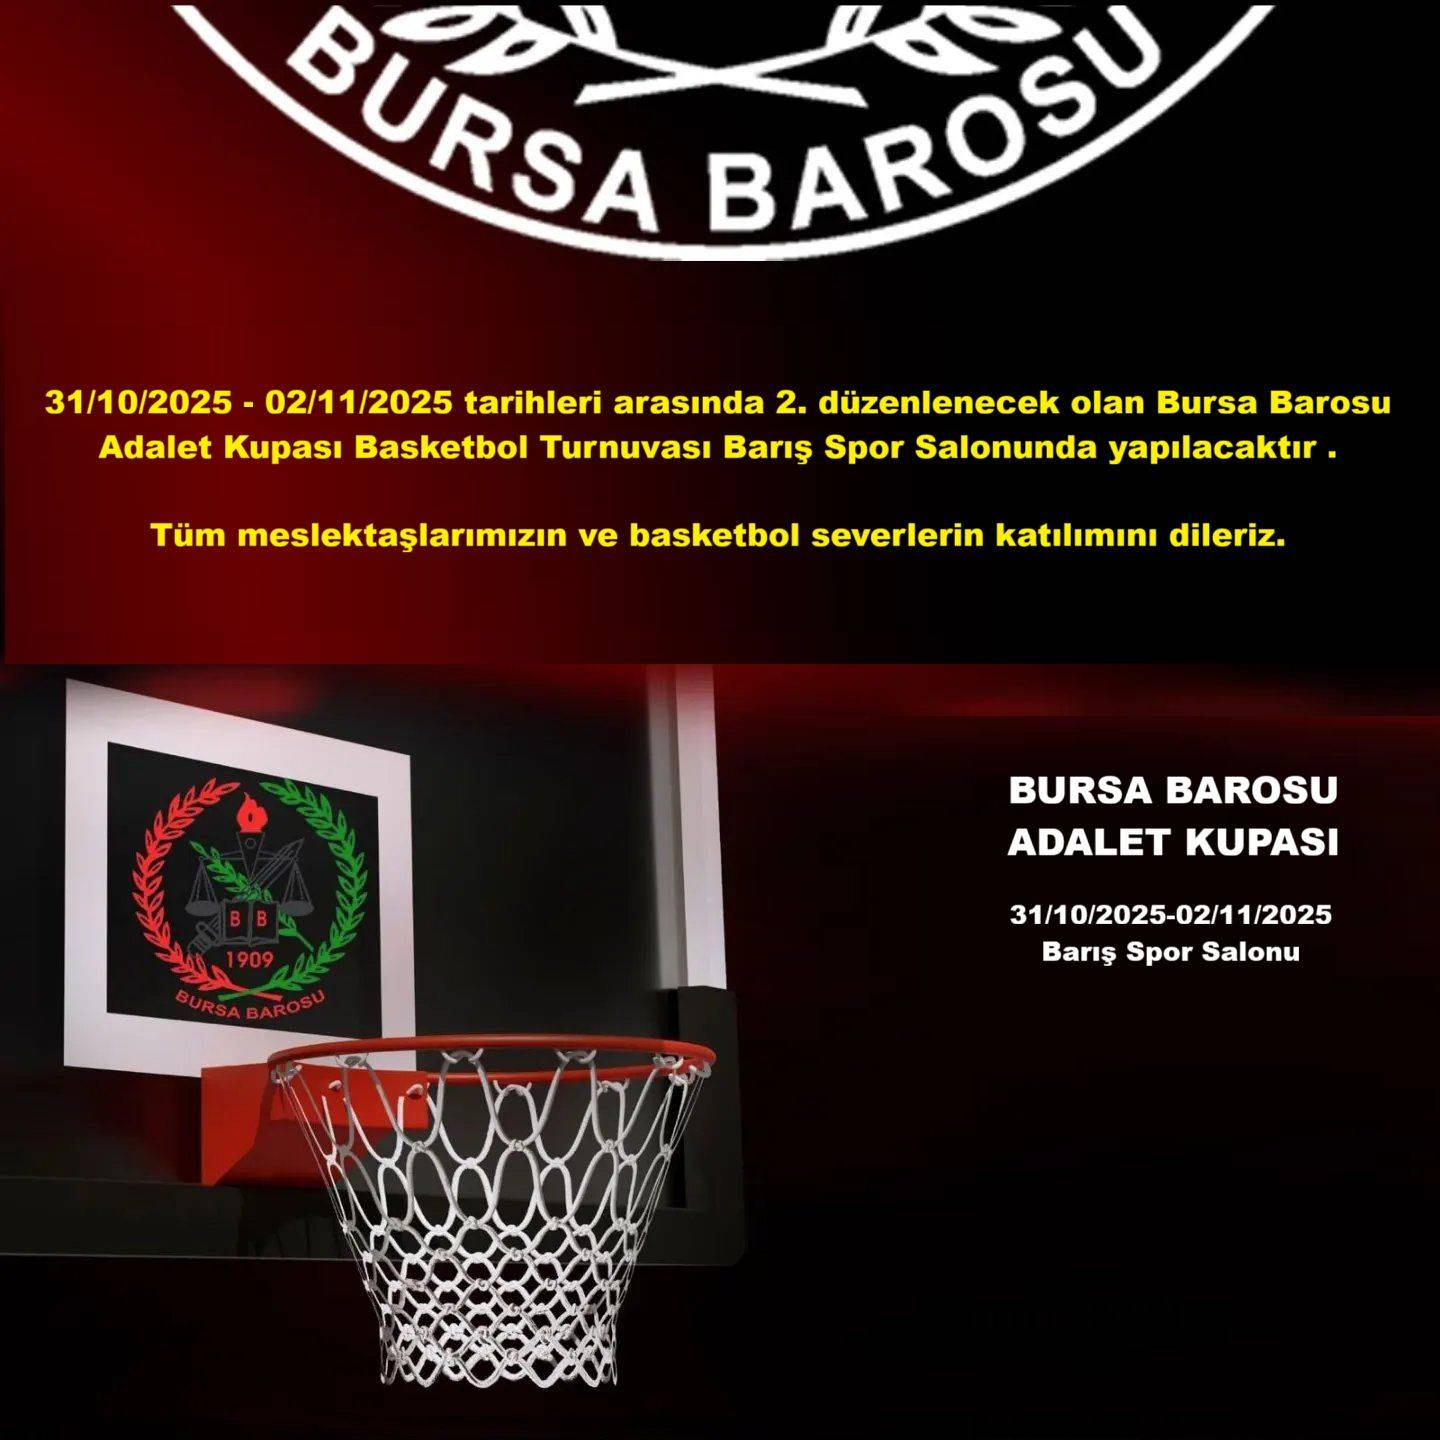 BURSA BAROSU
31/10/2025 - 02/11/2025 tarihleri arasında 2. düzenlenecek olan Bursa Barosu
Adalet Kupası Basketbol Turnuvası Barış Spor Salonunda yapılacaktır .
Tüm meslektaşlarımızın ve basketbol severlerin katılımını dileriz.
BURSA BAROSU
ADALET KUPASI
31/10/2025-02/11/2025
Barış Spor Salonu
B B
1909
BURSA BAROSU